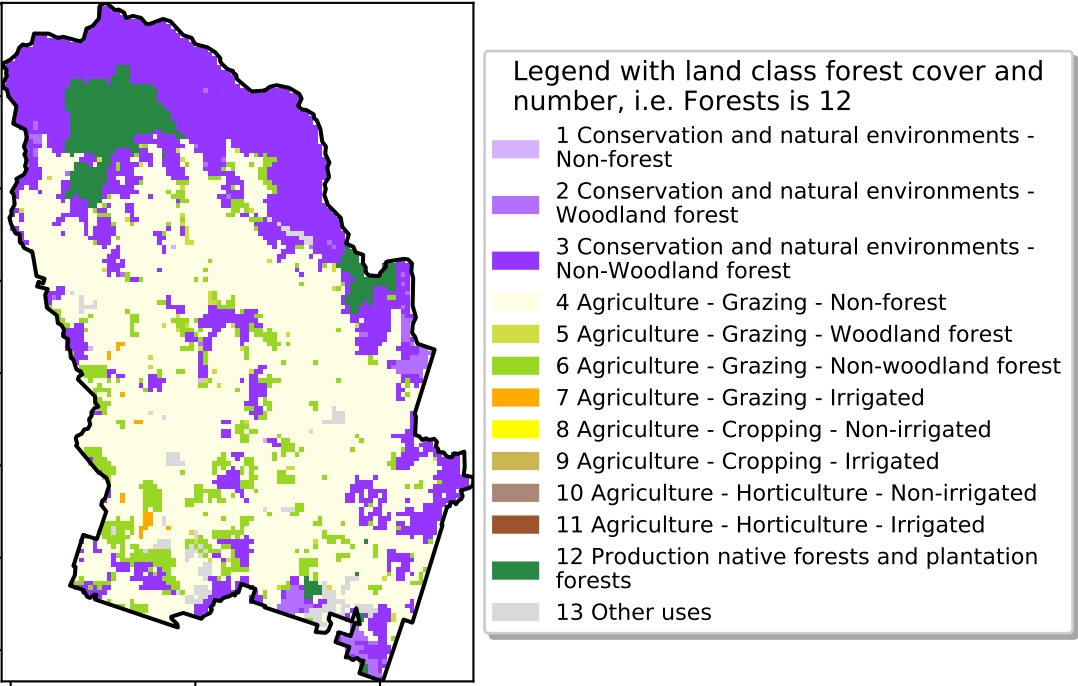 Legend with land class forest cover and
number, i.e. Forests is 12
1 Conservation and natural environments -
Non-forest
2 Conservation and natural environments -
Woodland forest
3 Conservation and natural environments -
Non-Woodland forest
4 Agriculture - Grazing - Non-forest
5 Agriculture - Grazing - Woodland forest
6 Agriculture - Grazing - Non-woodland forest
7 Agriculture - Grazing - Irrigated
8 Agriculture - Cropping - Non-irrigated
9 Agriculture - Cropping - Irrigated
10 Agriculture - Horticulture - Non-irrigated
11 Agriculture - Horticulture - Irrigated
12 Production native forests and plantation
forests
13 Other uses